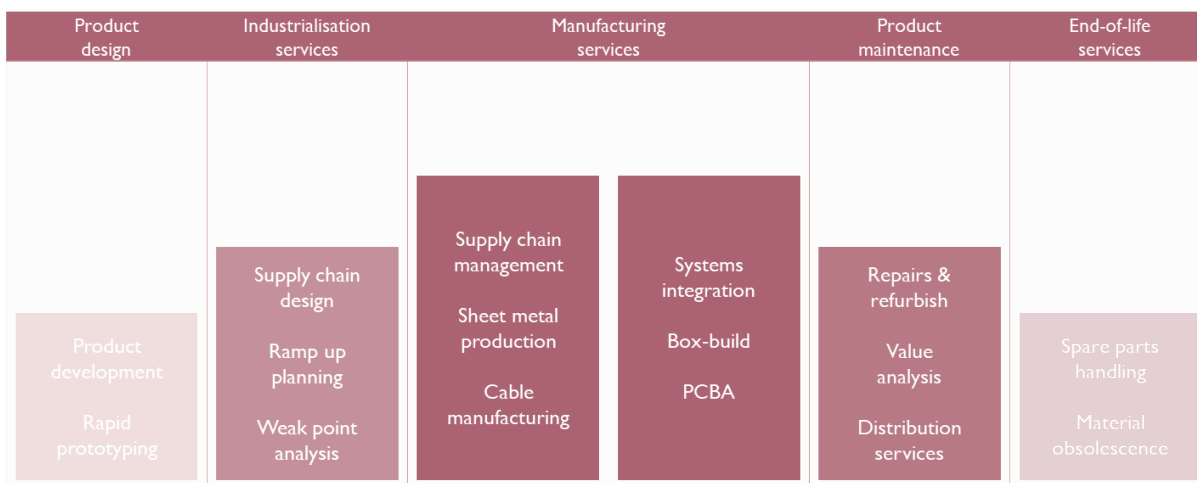 Product
design
Industrialisation
services
Manufacturing
services
Product
maintenance
End-of-life
services
Product
development
Rapid
prototyping
Supply chain
design
Ramp up
planning
Weak point
analysis
Supply chain
management
Sheet metal
production
Cable
manufacturing
Systems
integration
Box-build
PCBA
Repairs &
refurbish
Value
analysis
Distribution
services
Spare parts
handling
Material
obsolescence